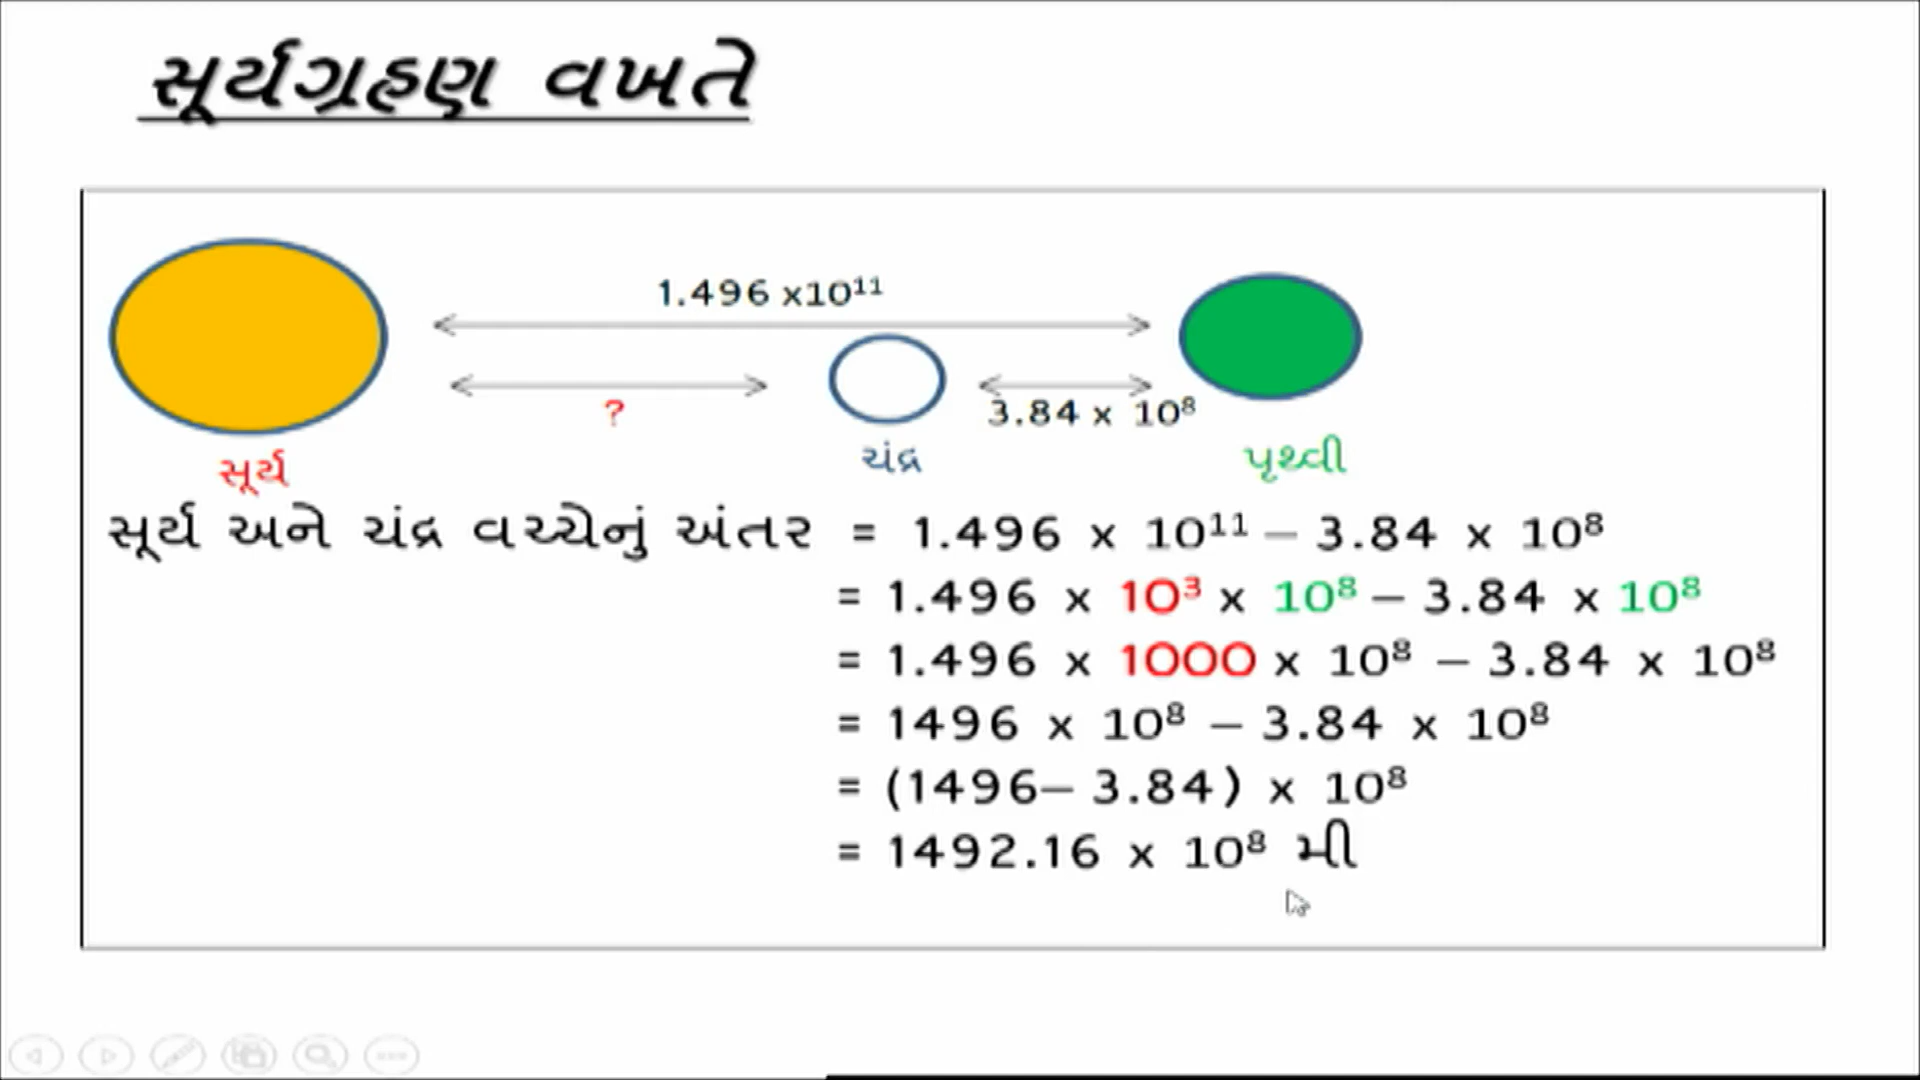 સૂર્યગ્રહણ વખતે
1.496 x10¹¹
?
3.84 x 10⁸
સૂર્ય
ચંદ્ર
પૃથ્વી
સૂર્ય અને ચંદ્ર વચ્ચેનું અંતર = 1.496 x 10¹¹ – 3.84 x 10⁸
= 1.496 x 10³ x 10⁸ – 3.84 x 10⁸
= 1.496 x 1000 x 10⁸ – 3.84 x 10⁸
= 1496 x 10⁸ – 3.84 x 10⁸
= (1496– 3.84) x 10⁸
= 1492.16 x 10⁸ મી